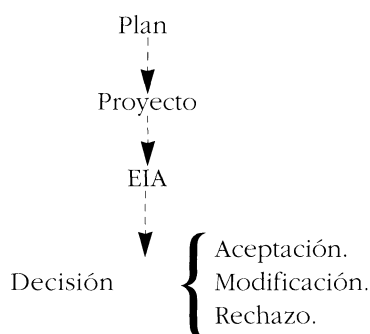 Plan
Proyecto
EIA
Aceptación.
Decisión
Modificación.
Rechazo.